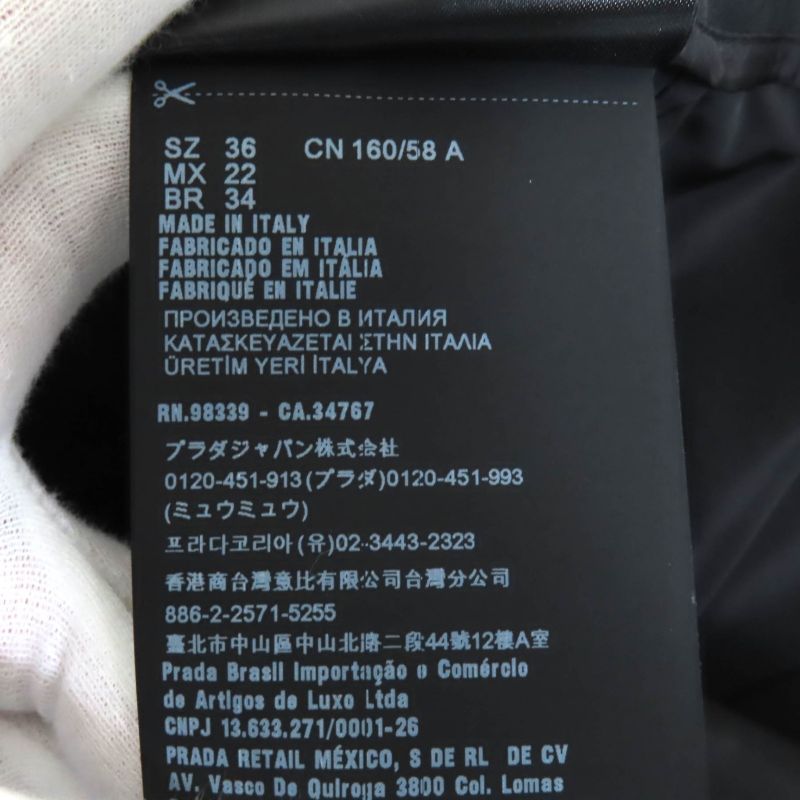 SZ 36 CN 160/58 A
MX 22
BR 34
MADE IN ITALY
FABRICADO EN ITALIA
FABRICADO EM ITÁLIA
FABRIQUÉ EN ITALIE
ПРОИЗВЕДЕНО В ИТАЛИЯ
ΚΑΤΑΣΚΕΥΑΖΕΤΑΙ ΣΤΗΝ ΙΤΑΛΙΑ
ÜRETİM YERİ İTALYA
RN.98339 - CA.34767
プラダジャパン株式会社
0120-451-913(プラダ)0120-451-993
(ミュウミュウ)
프라다코리아(유)02-3443-2323
香港商台灣意比有限公司台灣分公司
886-2-2571-5255
臺北市中山區中山北路二段44號12樓A室
Prada Brasil Importação e Comércio
de Artigos de Luxo Ltda
CNPJ 13.633.271/0001-26
PRADA RETAIL MÉXICO, S DE RL DE CV
AV. Vasco De Quiroga 3800 Col. Lomas